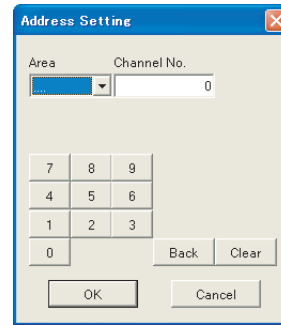 Address Setting
Area Channel No.
.... 0
7 8 9
4 5 6
1 2 3
0 Back Clear
OK Cancel